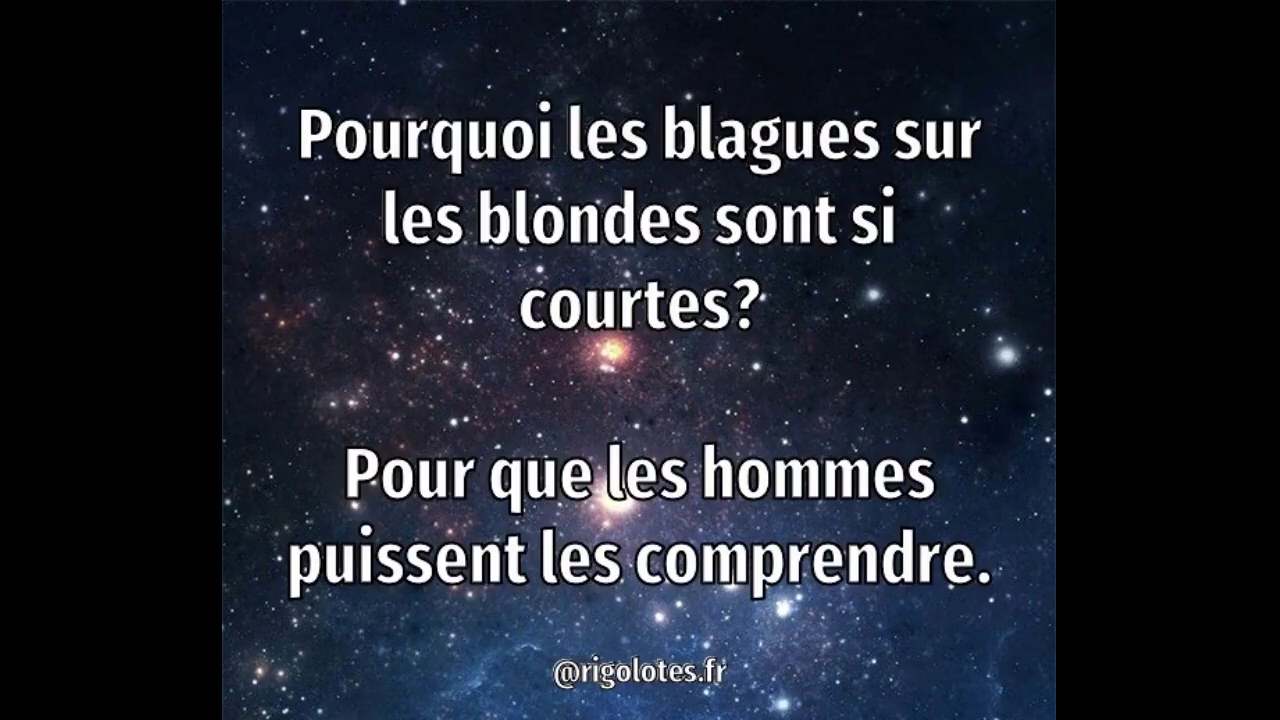 Pourquoi les blagues sur
les blondes sont si
courtes?
Pour que les hommes
puissent les comprendre.
@rigolotes.fr